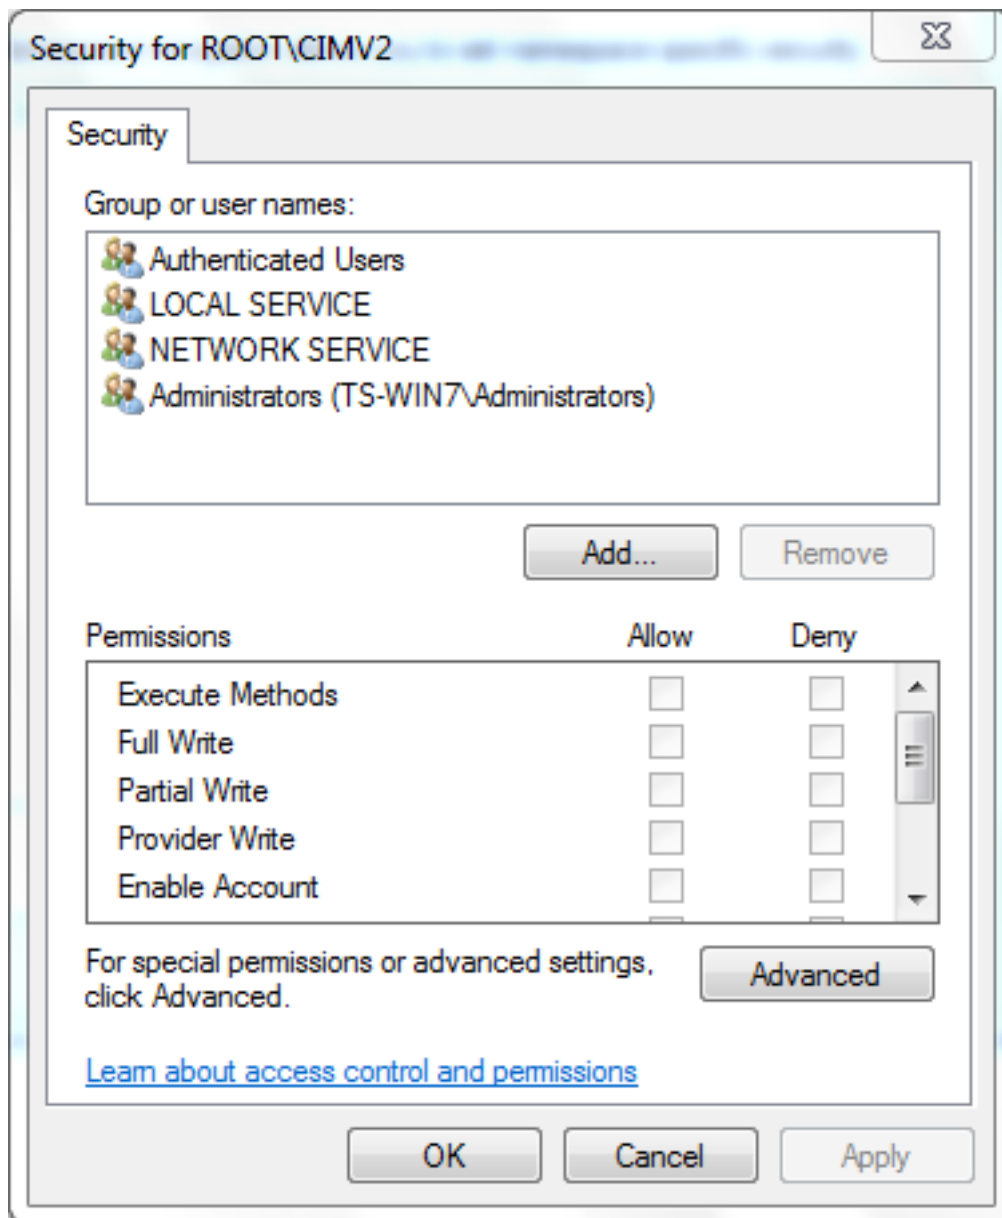 Security for ROOT\CIMV2
Security
Group or user names:
Authenticated Users
LOCAL SERVICE
NETWORK SERVICE
Administrators (TS-WIN7\Administrators)
Add...
Remove
Permissions
Allow
Deny
Execute Methods
Full Write
Partial Write
Provider Write
Enable Account
For special permissions or advanced settings,
click Advanced.
Advanced
Learn about access control and permissions
OK
Cancel
Apply